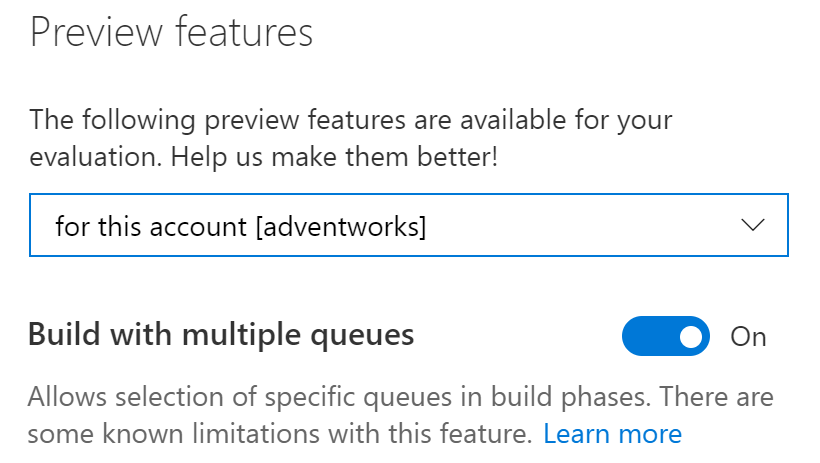 Preview features
The following preview features are available for your
evaluation. Help us make them better!
for this account [adventworks]
Build with multiple queues
On
Allows selection of specific queues in build phases. There are
some known limitations with this feature. Learn more